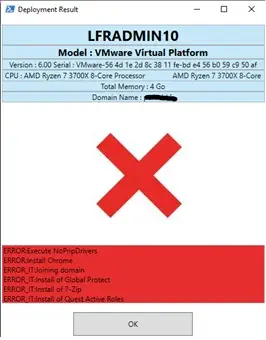 Deployment Result
LFRADMIN10
Model : VMware Virtual Platform
Version : 6.00 Serial : VMware-56 4d 1e 2d 8c 38 11 fe-bd e4 56 b0 59 c9 50 af
CPU : AMD Ryzen 7 3700X 8-Core Processor AMD Ryzen 7 3700X 8-Core
Total Memory : 4 Go
Domain Name :
ERROR:Execute NoPnpDrivers
ERROR:Install Chrome
ERROR_IT:Joining domain
ERROR_IT:Install of Global Protect
ERROR_IT:Install of 7-Zip
ERROR_IT:Install of Quest Active Roles
OK